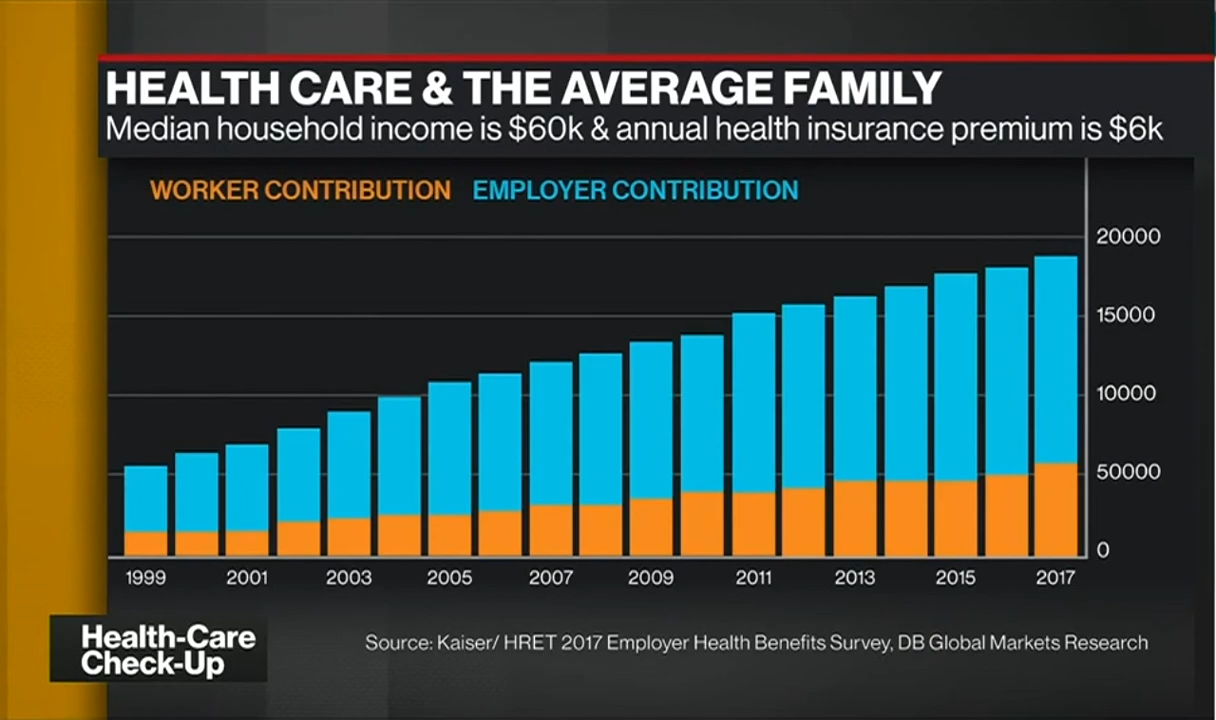 HEALTH CARE & THE AVERAGE FAMILY
Median household income is $60k & annual health insurance premium is $6k
WORKER CONTRIBUTION EMPLOYER CONTRIBUTION
20000
15000
10000
50000
0
1999 2001 2003 2005 2007 2009 2011 2013 2015 2017
Health-Care
Check-Up
Source: Kaiser/ HRET 2017 Employer Health Benefits Survey, DB Global Markets Research